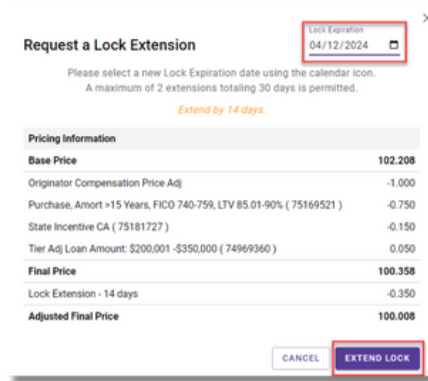 Request a Lock Extension
Lock Expiration
04/12/2024
Please select a new Lock Expiration date using the calendar icon.
A maximum of 2 extensions totaling 30 days is permitted.
Extend by 14 days.
Pricing Information
Base Price 102.208
Originator Compensation Price Adj -1.000
Purchase, Amort >15 Years, FICO 740-759, LTV 85.01-90% ( 75169521 ) -0.750
State Incentive CA ( 75181727 ) -0.150
Tier Adj Loan Amount: $200,001 -$350,000 ( 74969360 ) 0.050
Final Price 100.358
Lock Extension - 14 days -0.350
Adjusted Final Price 100.008
CANCEL EXTEND LOCK